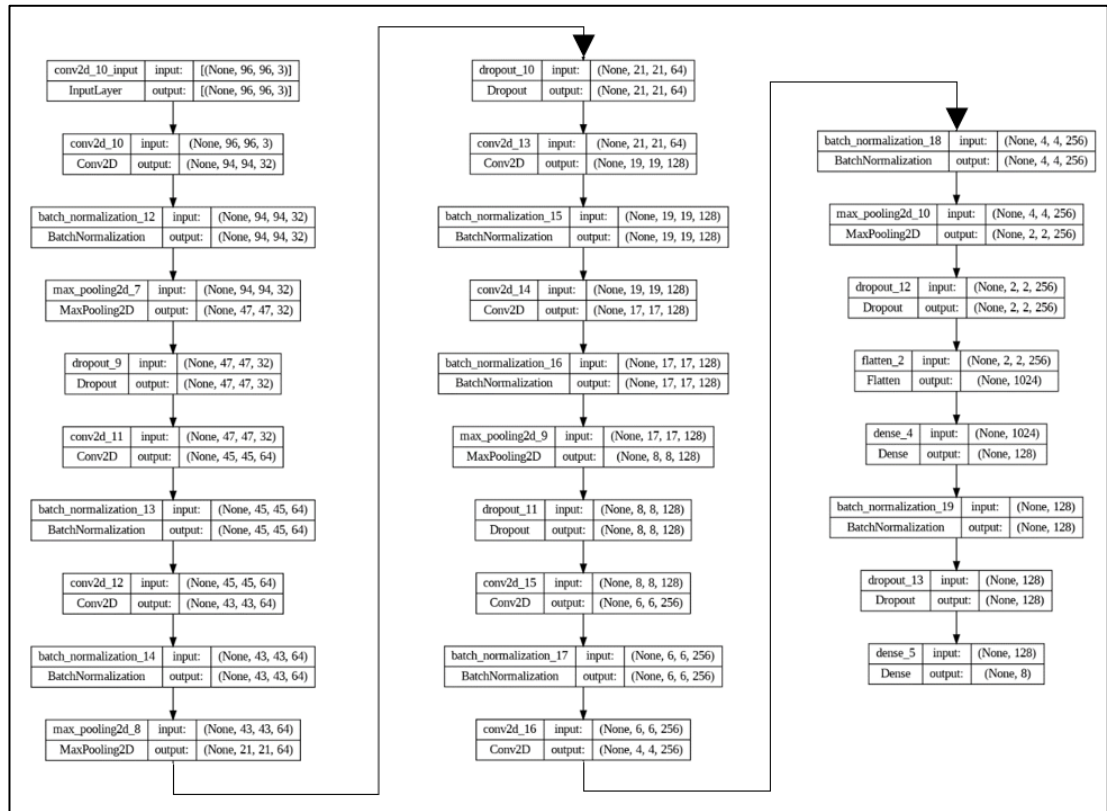 conv2d_10_input input: [(None, 96, 96, 3)]
InputLayer output: [(None, 96, 96, 3)]
conv2d_10 input: (None, 96, 96, 3)
Conv2D output: (None, 94, 94, 32)
batch_normalization_12 input: (None, 94, 94, 32)
BatchNormalization output: (None, 94, 94, 32)
max_pooling2d_7 input: (None, 94, 94, 32)
MaxPooling2D output: (None, 47, 47, 32)
dropout_9 input: (None, 47, 47, 32)
Dropout output: (None, 47, 47, 32)
conv2d_11 input: (None, 47, 47, 32)
Conv2D output: (None, 45, 45, 64)
batch_normalization_13 input: (None, 45, 45, 64)
BatchNormalization output: (None, 45, 45, 64)
conv2d_12 input: (None, 45, 45, 64)
Conv2D output: (None, 43, 43, 64)
batch_normalization_14 input: (None, 43, 43, 64)
BatchNormalization output: (None, 43, 43, 64)
max_pooling2d_8 input: (None, 43, 43, 64)
MaxPooling2D output: (None, 21, 21, 64)
dropout_10 input: (None, 21, 21, 64)
Dropout output: (None, 21, 21, 64)
conv2d_13 input: (None, 21, 21, 64)
Conv2D output: (None, 19, 19, 128)
batch_normalization_15 input: (None, 19, 19, 128)
BatchNormalization output: (None, 19, 19, 128)
conv2d_14 input: (None, 19, 19, 128)
Conv2D output: (None, 17, 17, 128)
batch_normalization_16 input: (None, 17, 17, 128)
BatchNormalization output: (None, 17, 17, 128)
max_pooling2d_9 input: (None, 17, 17, 128)
MaxPooling2D output: (None, 8, 8, 128)
dropout_11 input: (None, 8, 8, 128)
Dropout output: (None, 8, 8, 128)
conv2d_15 input: (None, 8, 8, 128)
Conv2D output: (None, 6, 6, 256)
batch_normalization_17 input: (None, 6, 6, 256)
BatchNormalization output: (None, 6, 6, 256)
conv2d_16 input: (None, 6, 6, 256)
Conv2D output: (None, 4, 4, 256)
batch_normalization_18 input: (None, 4, 4, 256)
BatchNormalization output: (None, 4, 4, 256)
max_pooling2d_10 input: (None, 4, 4, 256)
MaxPooling2D output: (None, 2, 2, 256)
dropout_12 input: (None, 2, 2, 256)
Dropout output: (None, 2, 2, 256)
flatten_2 input: (None, 2, 2, 256)
Flatten output: (None, 1024)
dense_4 input: (None, 1024)
Dense output: (None, 128)
batch_normalization_19 input: (None, 128)
BatchNormalization output: (None, 128)
dropout_13 input: (None, 128)
Dropout output: (None, 128)
dense_5 input: (None, 128)
Dense output: (None, 8)